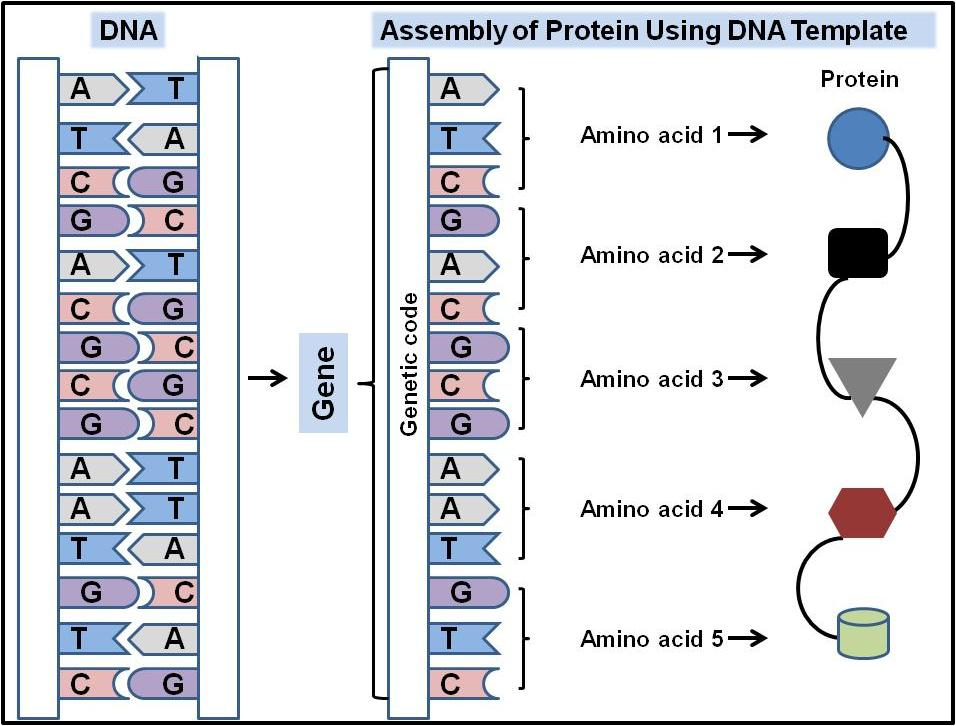 DNA
Assembly of Protein Using DNA Template
A T
T A
C G
G C
A T
C G
G C
C G
G C
A T
A T
T A
G C
T A
C G
Gene
Genetic code
A
T
C
G
A
C
G
C
G
A
A
T
G
T
C
Amino acid 1
Amino acid 2
Amino acid 3
Amino acid 4
Amino acid 5
Protein